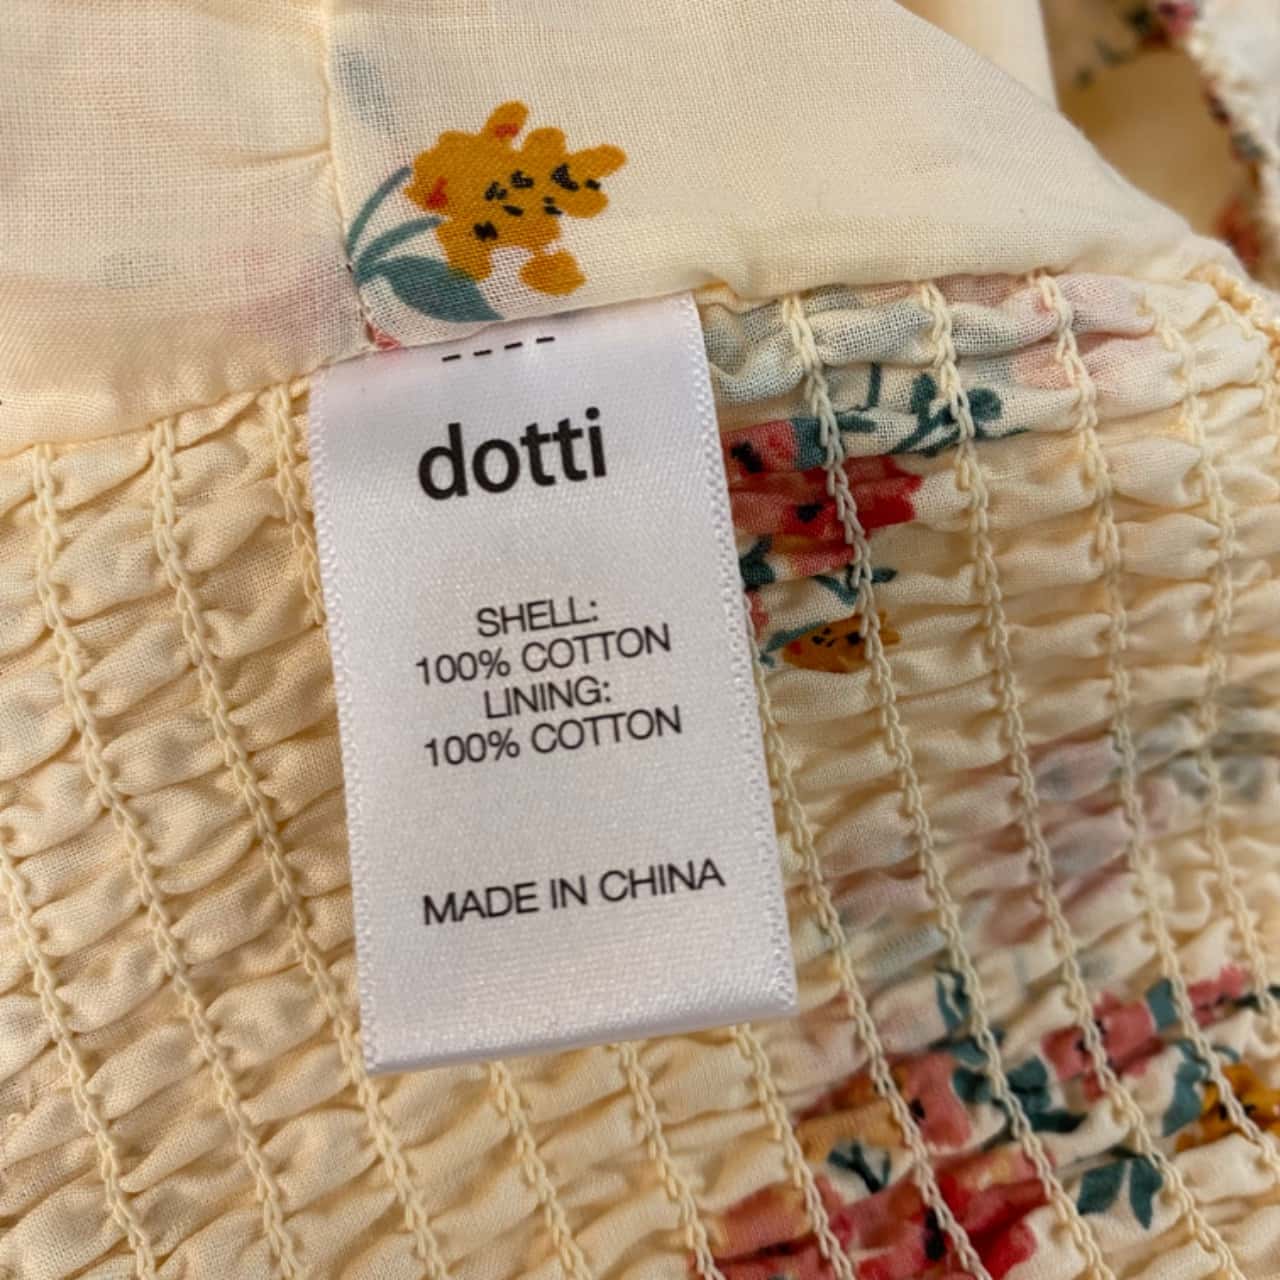 ----
dotti
SHELL:
100% COTTON
LINING:
100% COTTON
MADE IN CHINA